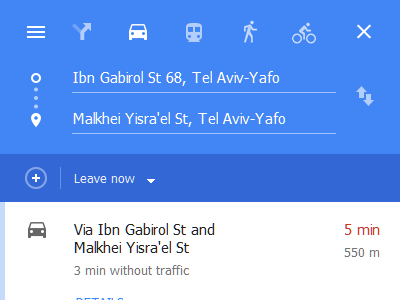 Ibn Gabirol St 68, Tel Aviv-Yafo
Malkhei Yisra'el St, Tel Aviv-Yafo
Leave now
Via Ibn Gabirol St and 5 min
Malkhei Yisra'el St 550 m
3 min without traffic
DETAILS